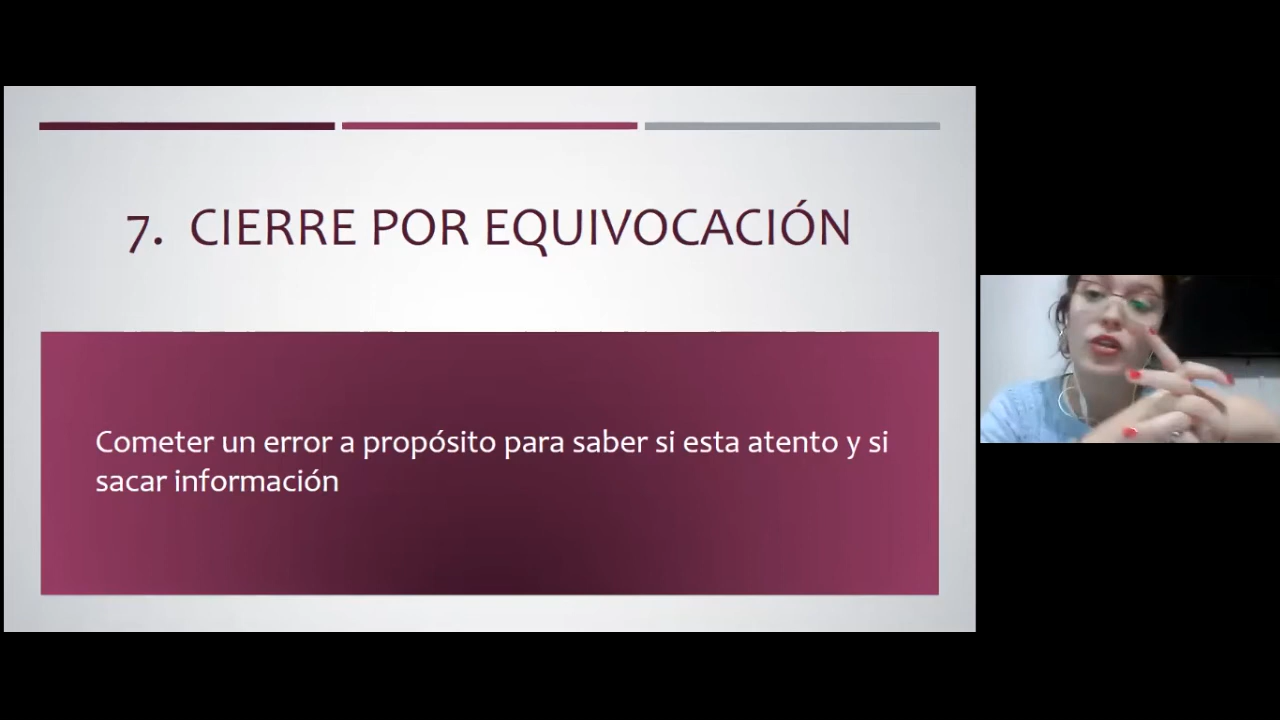 7. CIERRE POR EQUIVOCACIÓN
Cometer un error a propósito para saber si esta atento y si
sacar información